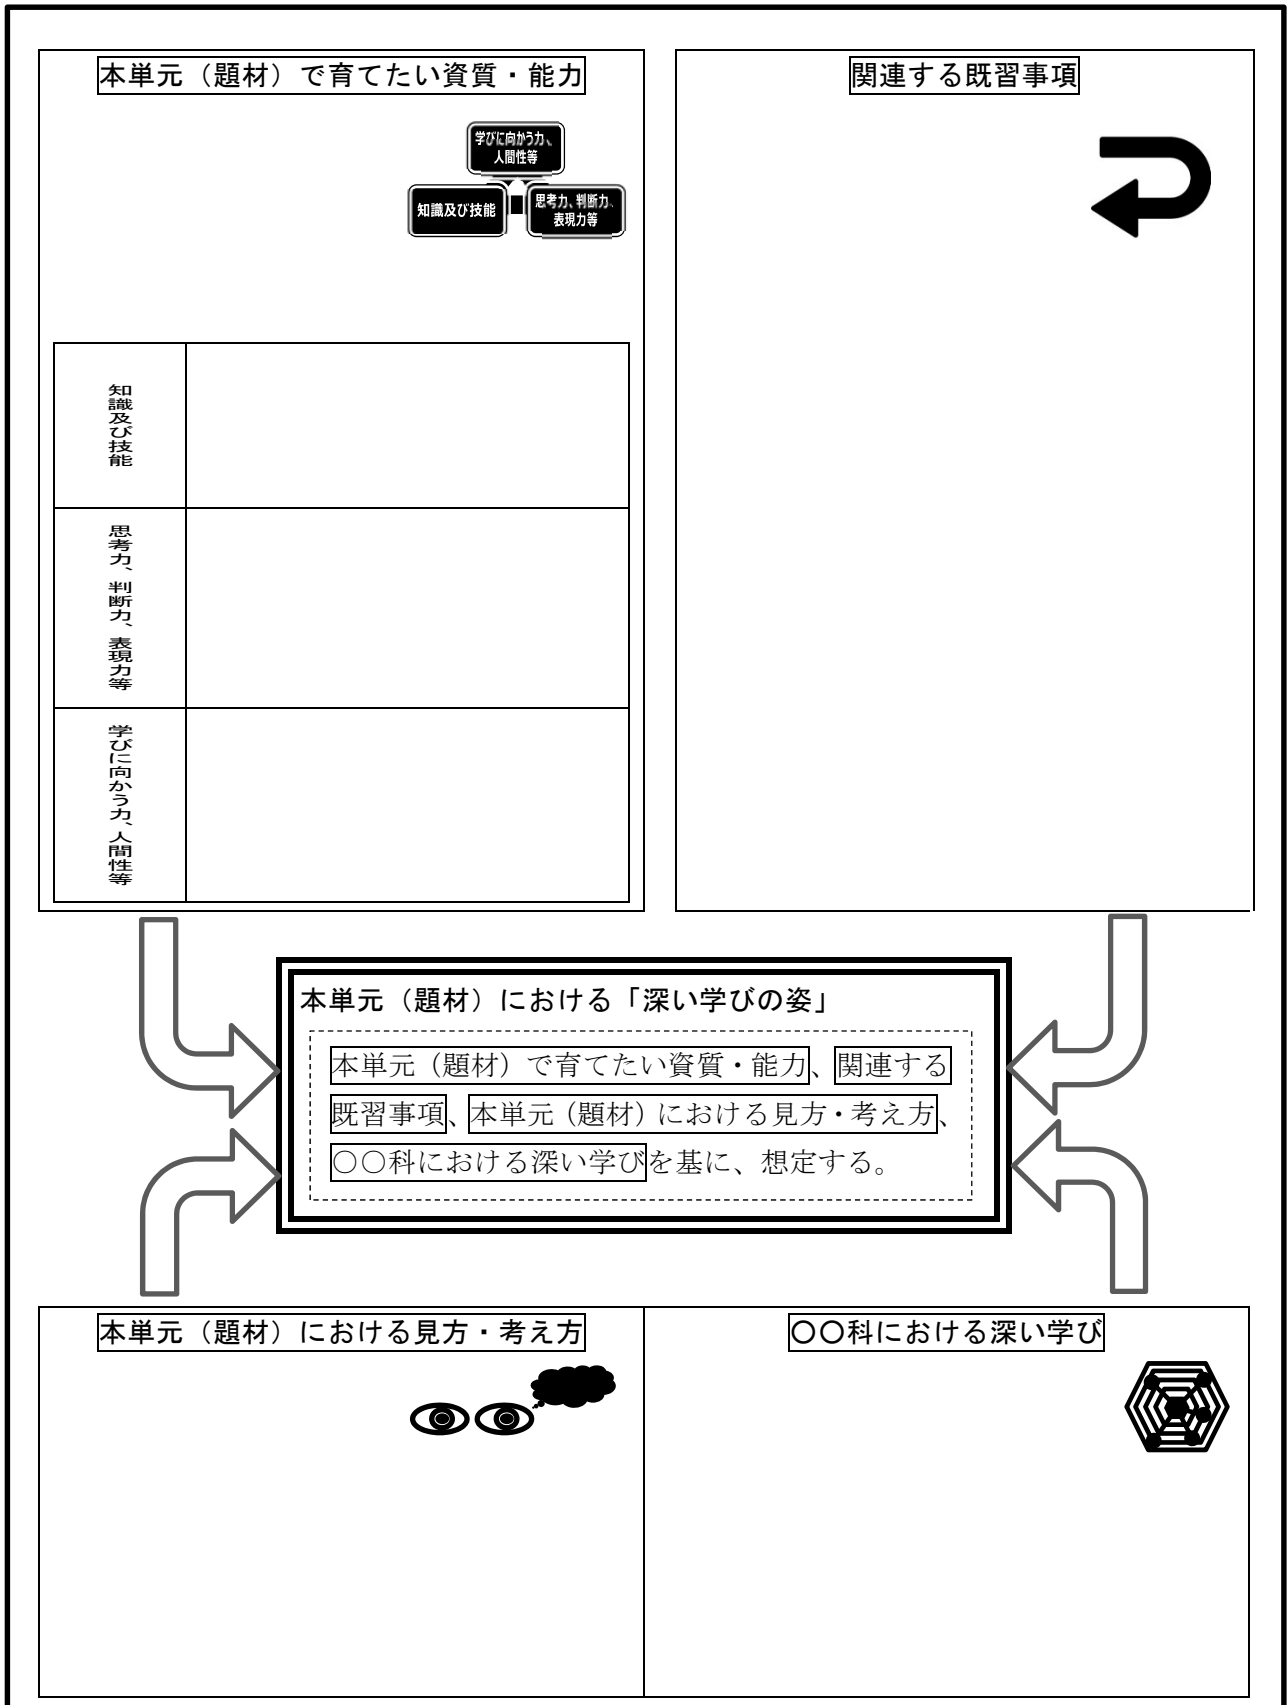 本単元（題材）で育てたい資質・能力
学びに向かう力、
人間性等
知識及び技能
思考力、判断力、
表現力等
知識及び技能
思考力、判断力、表現力等
学びに向かう力、人間性等
関連する既習事項
本単元（題材）における「深い学びの姿」
本単元（題材）で育てたい資質・能力、関連する
既習事項、本単元（題材）における見方・考え方、
〇〇科における深い学びを基に、想定する。
本単元（題材）における見方・考え方
〇〇科における深い学び